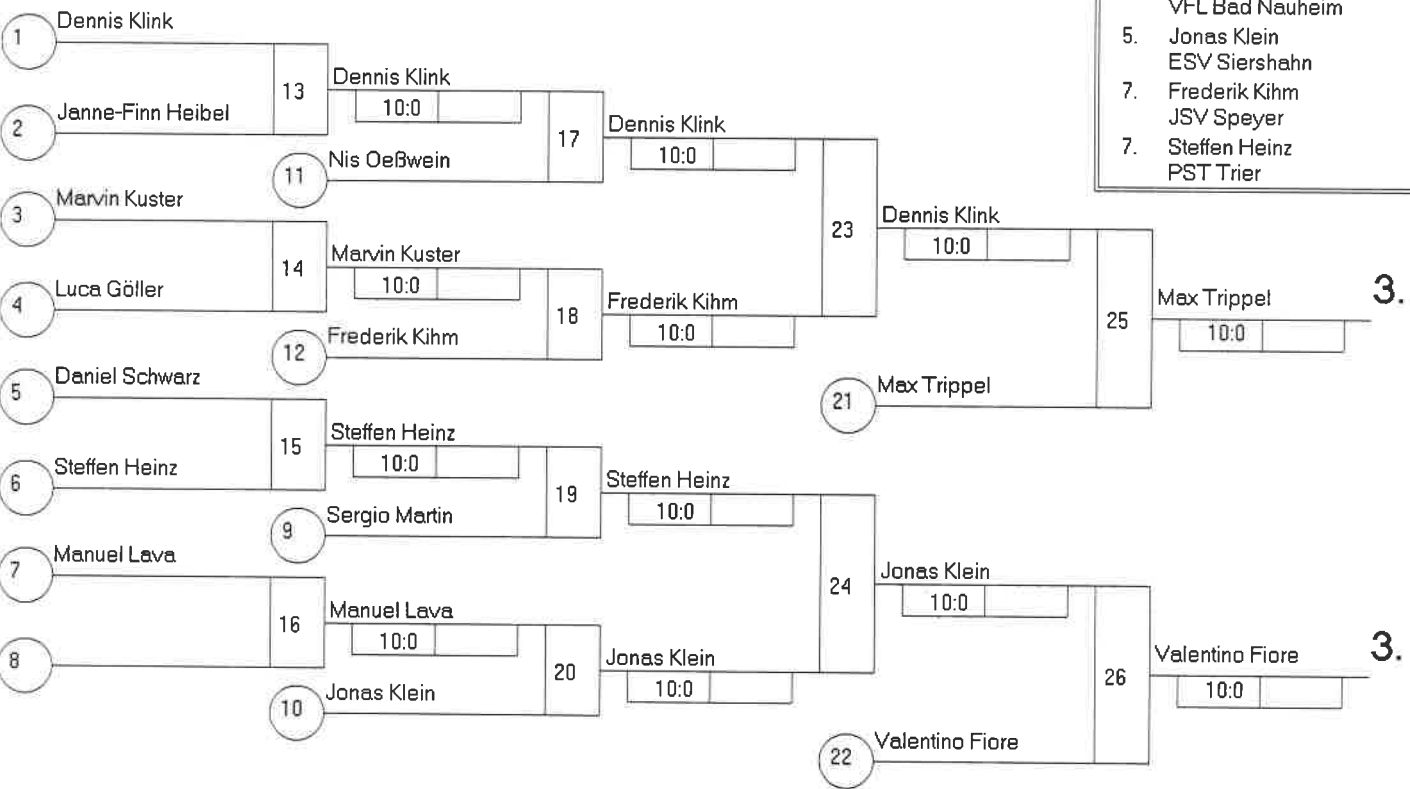 VFL Bad Nauheim
5. Jonas Klein
ESV Siershahn
7. Frederik Kihm
JSV Speyer
7. Steffen Heinz
PST Trier
1 Dennis Klink
13
Dennis Klink
10:0
2 Janne-Finn Heibel
17
Dennis Klink
10:0
11 Nis Oeßwein
3 Marvin Kuster
23
Dennis Klink
10:0
14
Marvin Kuster
10:0
4 Luca Göller
18
Frederik Kihm
10:0
12 Frederik Kihm
25
Max Trippel
10:0
3.
5 Daniel Schwarz
21 Max Trippel
15
Steffen Heinz
10:0
6 Steffen Heinz
19
Steffen Heinz
10:0
9 Sergio Martin
7 Manuel Lava
24
Jonas Klein
10:0
16
Manuel Lava
10:0
8
20
Jonas Klein
10:0
10 Jonas Klein
26
Valentino Fiore
10:0
3.
22 Valentino Fiore